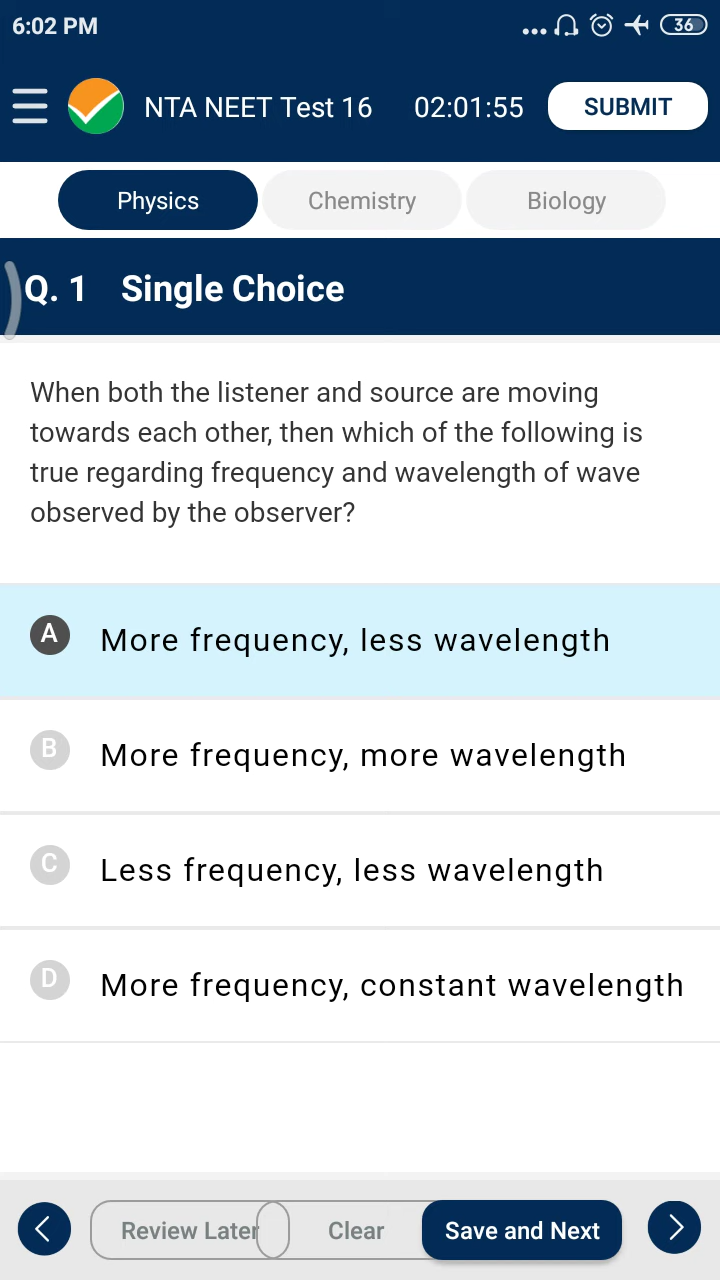 6:02 PM
36
NTA NEET Test 16 02:01:55 SUBMIT
Physics Chemistry Biology
Q. 1 Single Choice
When both the listener and source are moving
towards each other, then which of the following is
true regarding frequency and wavelength of wave
observed by the observer?
A More frequency, less wavelength
B More frequency, more wavelength
C Less frequency, less wavelength
D More frequency, constant wavelength
Review Later Clear Save and Next